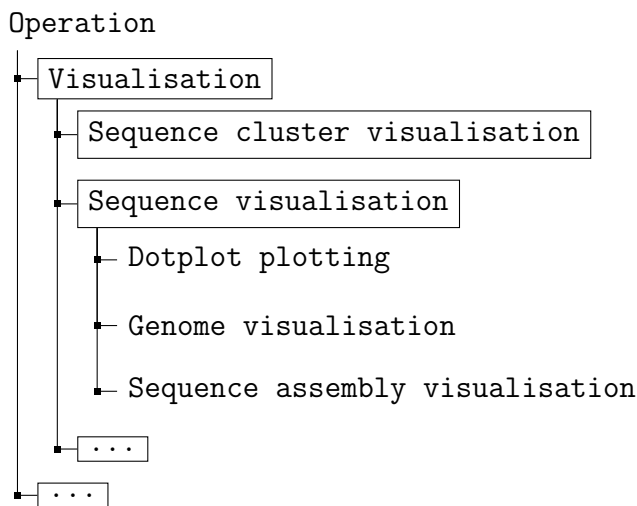 Operation
Visualisation
Sequence cluster visualisation
Sequence visualisation
Dotplot plotting
Genome visualisation
Sequence assembly visualisation
...
...